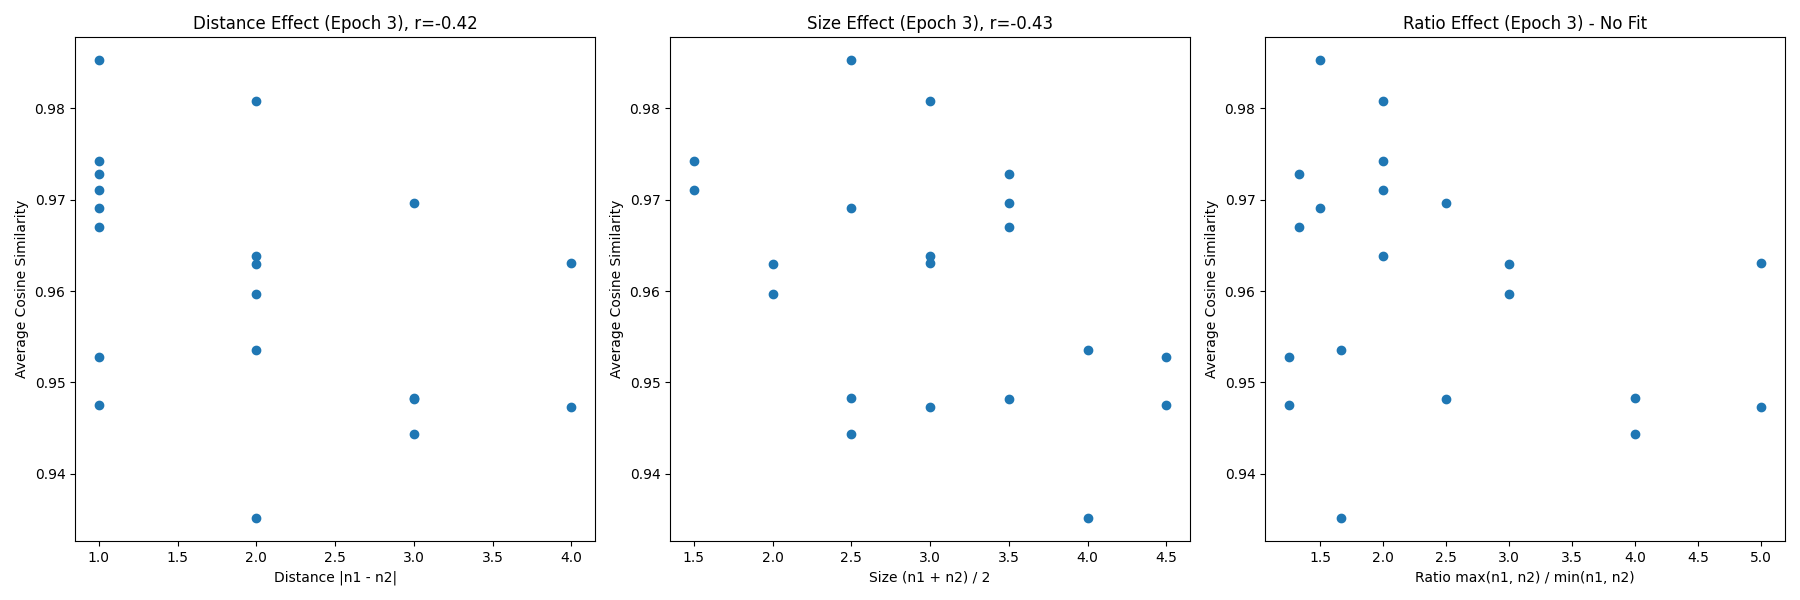 Distance Effect (Epoch 3), r=-0.42
0.98
0.97
0.96
0.95
0.94
Average Cosine Similarity
1.0 1.5 2.0 2.5 3.0 3.5 4.0
Distance |n1 - n2|
Size Effect (Epoch 3), r=-0.43
0.98
0.97
0.96
0.95
0.94
Average Cosine Similarity
1.5 2.0 2.5 3.0 3.5 4.0 4.5
Size (n1 + n2) / 2
Ratio Effect (Epoch 3) - No Fit
0.98
0.97
0.96
0.95
0.94
Average Cosine Similarity
1.5 2.0 2.5 3.0 3.5 4.0 4.5 5.0
Ratio max(n1, n2) / min(n1, n2)